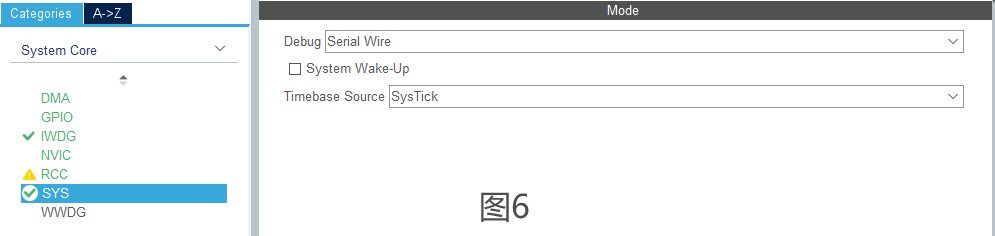 Categories A->Z
System Core
DMA
GPIO
IWDG
NVIC
RCC
SYS
WWDG
Mode
Debug Serial Wire
System Wake-Up
Timebase Source SysTick
图6